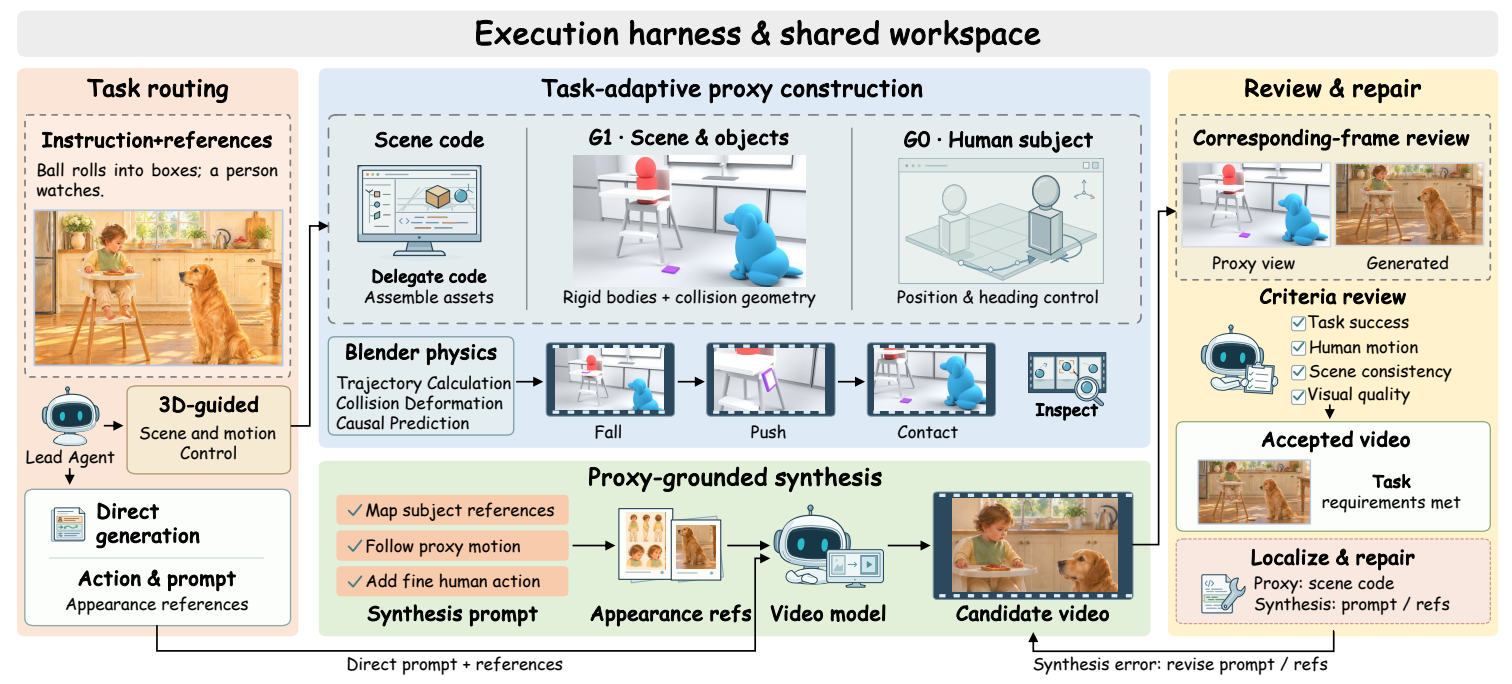 Execution harness & shared workspace
Task routing
Instruction+references
Ball rolls into boxes; a person
watches.
Lead Agent
3D-guided
Scene and motion
Control
Direct
generation
Action & prompt
Appearance references
Direct prompt + references
Task-adaptive proxy construction
Scene code
Delegate code
Assemble assets
G1 · Scene & objects
Rigid bodies + collision geometry
G0 · Human subject
Position & heading control
Blender physics
Trajectory Calculation
Collision Deformation
Causal Prediction
Fall
Push
Contact
Inspect
Proxy-grounded synthesis
Map subject references
Follow proxy motion
Add fine human action
Synthesis prompt
Appearance refs
Video model
Candidate video
Review & repair
Corresponding-frame review
Proxy view
Generated
Criteria review
Task success
Human motion
Scene consistency
Visual quality
Accepted video
Task
requirements met
Localize & repair
Proxy: scene code
Synthesis: prompt / refs
Synthesis error: revise prompt / refs